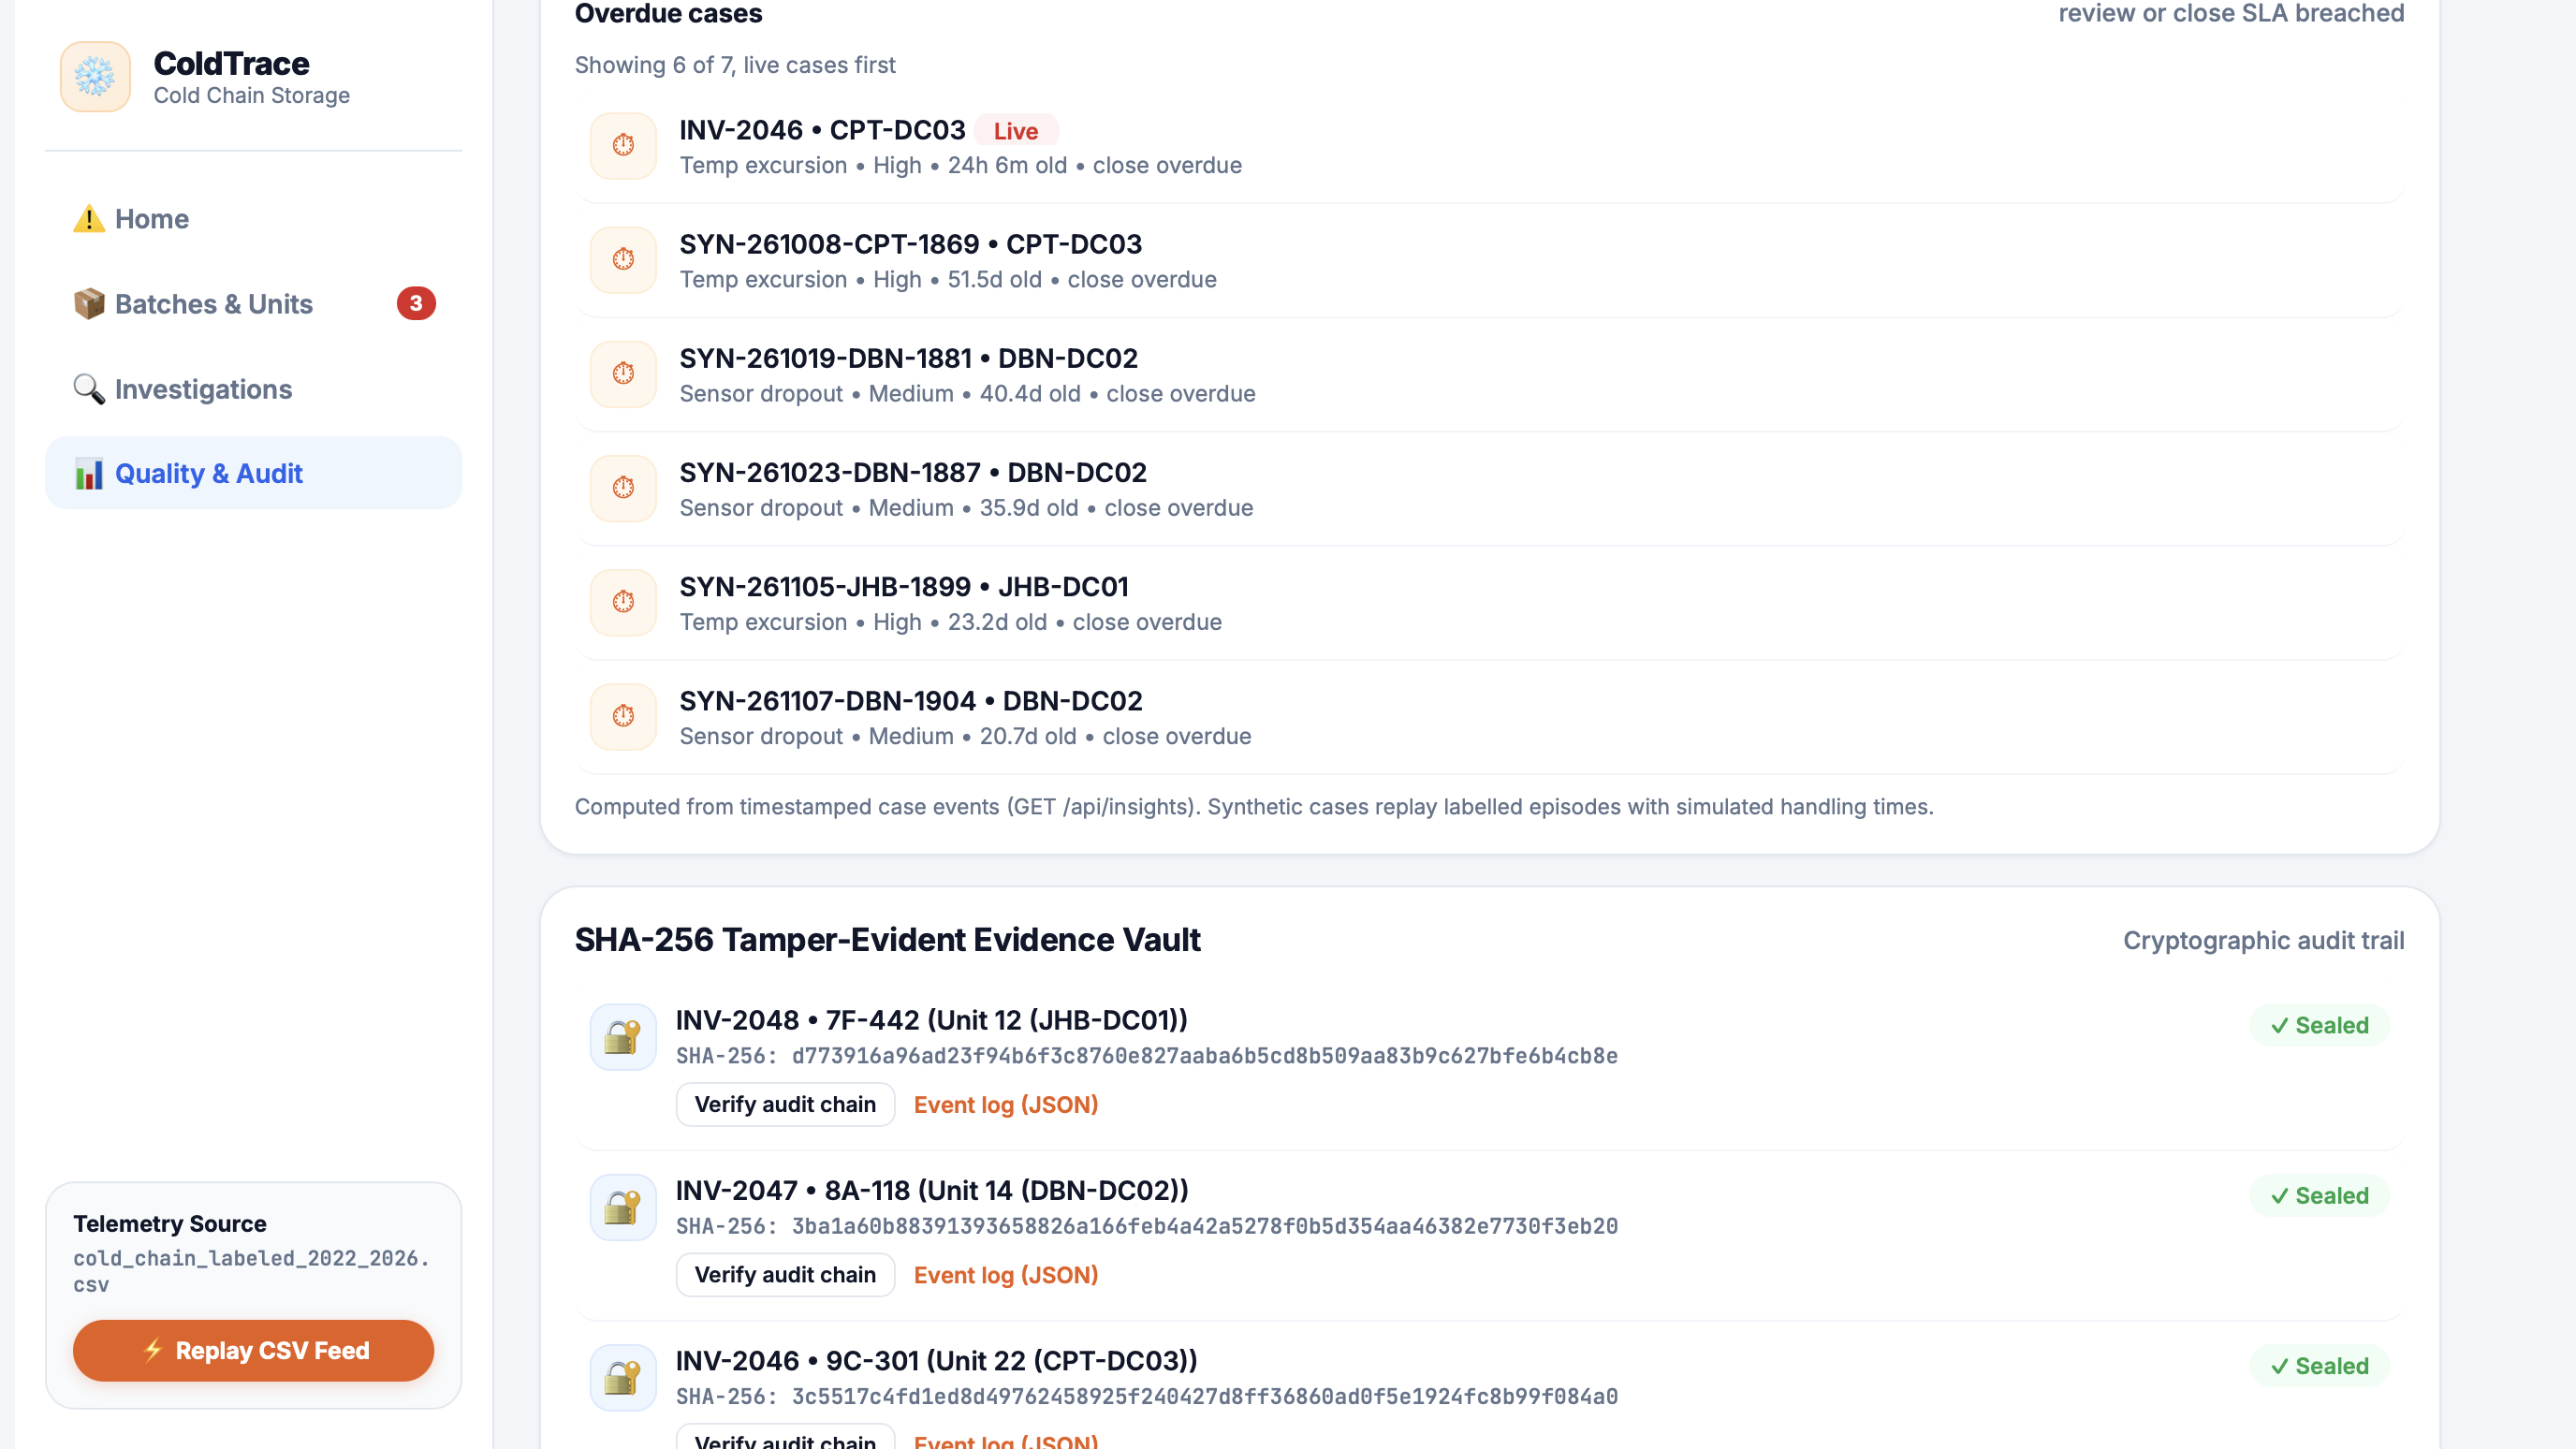 ColdTrace
Cold Chain Storage
Home
Batches & Units 3
Investigations
Quality & Audit
Telemetry Source
cold_chain_labeled_2022_2026.
csv
Replay CSV Feed
Overdue cases
review or close SLA breached
Showing 6 of 7, live cases first
INV-2046 • CPT-DC03 Live
Temp excursion • High • 24h 6m old • close overdue
SYN-261008-CPT-1869 • CPT-DC03
Temp excursion • High • 51.5d old • close overdue
SYN-261019-DBN-1881 • DBN-DC02
Sensor dropout • Medium • 40.4d old • close overdue
SYN-261023-DBN-1887 • DBN-DC02
Sensor dropout • Medium • 35.9d old • close overdue
SYN-261105-JHB-1899 • JHB-DC01
Temp excursion • High • 23.2d old • close overdue
SYN-261107-DBN-1904 • DBN-DC02
Sensor dropout • Medium • 20.7d old • close overdue
Computed from timestamped case events (GET /api/insights). Synthetic cases replay labelled episodes with simulated handling times.
SHA-256 Tamper-Evident Evidence Vault
Cryptographic audit trail
INV-2048 • 7F-442 (Unit 12 (JHB-DC01))
✓ Sealed
SHA-256: d773916a96ad23f94b6f3c8760e827aaba6b5cd8b509aa83b9c627bfe6b4cb8e
Verify audit chain Event log (JSON)
INV-2047 • 8A-118 (Unit 14 (DBN-DC02))
✓ Sealed
SHA-256: 3ba1a60b88391393658826a166feb4a42a5278f0b5d354aa46382e7730f3eb20
Verify audit chain Event log (JSON)
INV-2046 • 9C-301 (Unit 22 (CPT-DC03))
✓ Sealed
SHA-256: 3c5517c4fd1ed8d49762458925f240427d8ff36860ad0f5e1924fc8b99f084a0
Verify audit chain Event log (JSON)